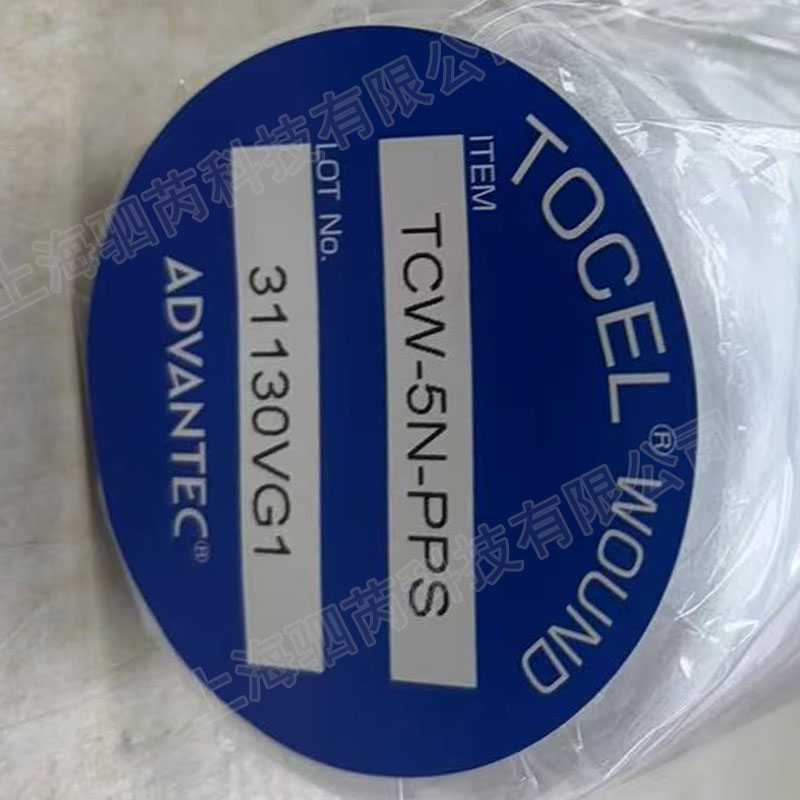 TOCEL® WOUND
ITEM
TCW-5N-PPS
LOT No.
31130VG1
ADVANTEC®
上海驷芮科技有限公司
上海驷芮科技有限公司